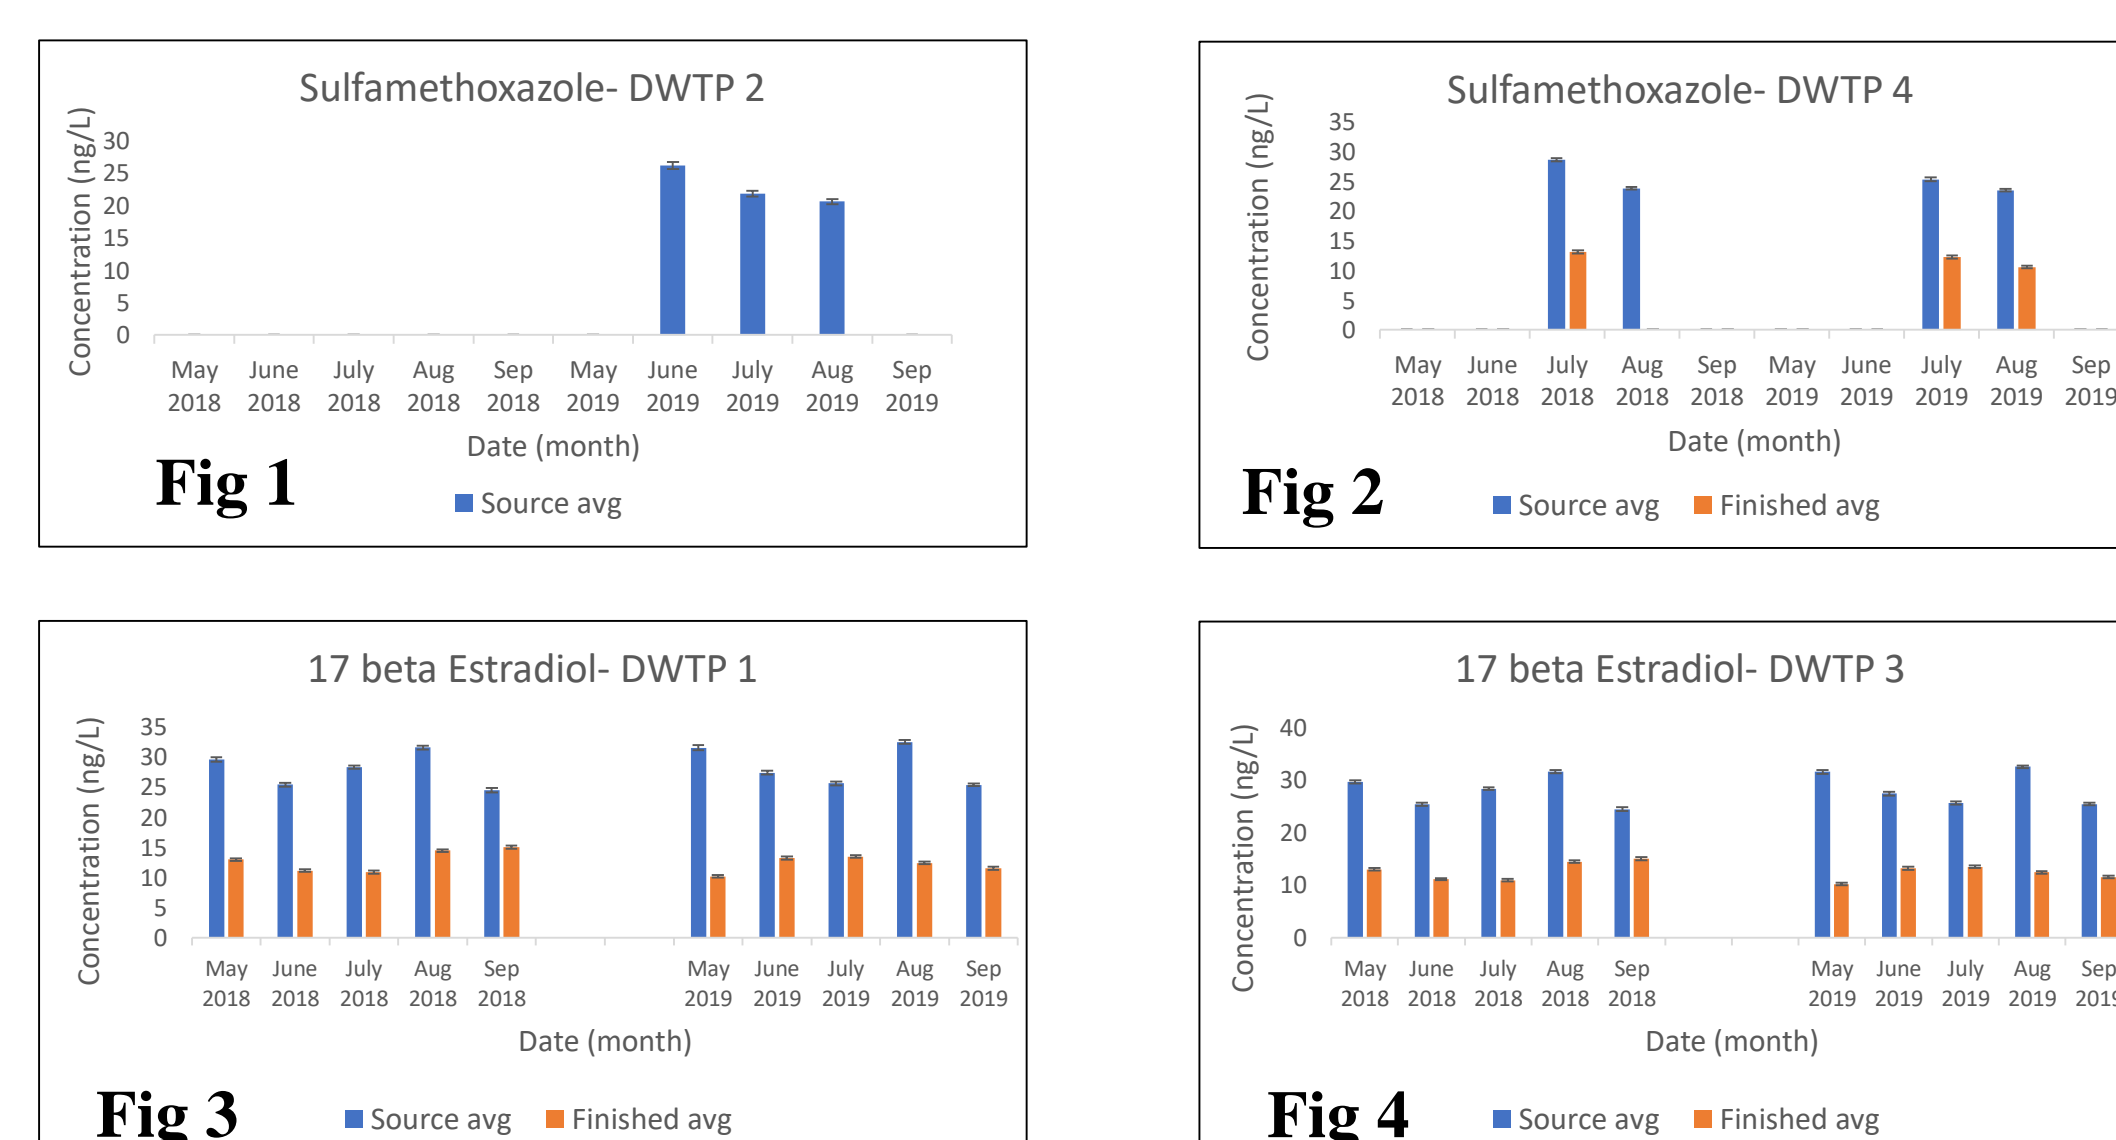 Sulfamethoxazole- DWTP 2
Concentration (ng/L)
30
25
20
15
10
5
0
May June July Aug Sep May June July Aug Sep
2018 2018 2018 2018 2018 2019 2019 2019 2019 2019
Date (month)
Fig 1
Source avg
Sulfamethoxazole- DWTP 4
Concentration (ng/L)
35
30
25
20
15
10
5
0
May June July Aug Sep May June July Aug Sep
2018 2018 2018 2018 2018 2019 2019 2019 2019 2019
Date (month)
Fig 2
Source avg Finished avg
17 beta Estradiol- DWTP 1
Concentration (ng/L)
35
30
25
20
15
10
5
0
May June July Aug Sep May June July Aug Sep
2018 2018 2018 2018 2018 2019 2019 2019 2019 2019
Date (month)
Fig 3
Source avg Finished avg
17 beta Estradiol- DWTP 3
Concentration (ng/L)
40
30
20
10
0
May June July Aug Sep May June July Aug Sep
2018 2018 2018 2018 2018 2019 2019 2019 2019 2019
Date (month)
Fig 4
Source avg Finished avg